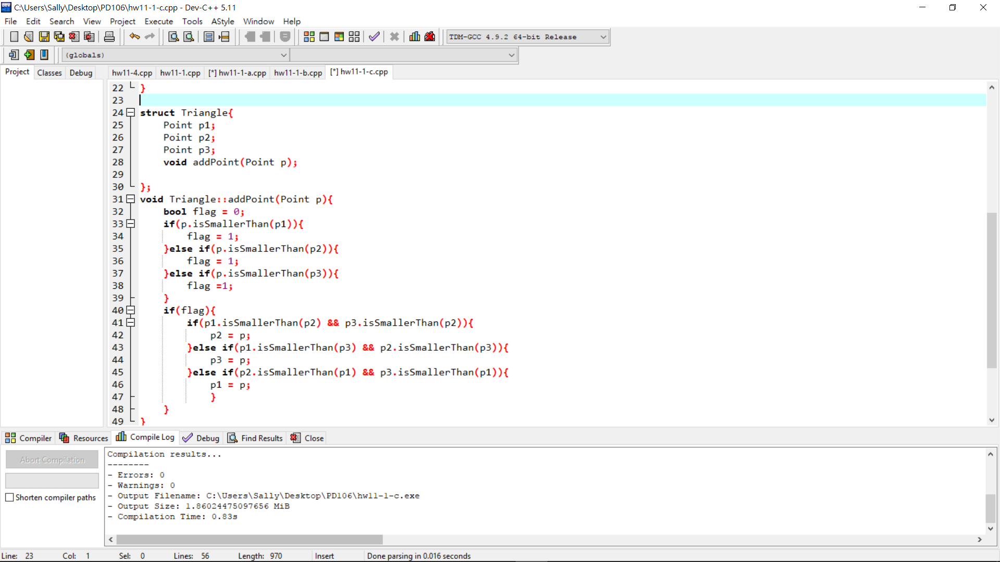 C:\Users\Sally\Desktop\PD106\hw11-1-c.cpp - Dev-C++ 5.11
File Edit Search View Project Execute Tools AStyle Window Help
TDM-GCC 4.9.2 64-bit Release
(globals)
Project Classes Debug hw11-4.cpp hw11-1.cpp [*] hw11-1-a.cpp hw11-1-b.cpp [*] hw11-1-c.cpp
22 }
23
24 struct Triangle{
25 Point p1;
26 Point p2;
27 Point p3;
28 void addPoint(Point p);
29
30 };
31 void Triangle::addPoint(Point p){
32 bool flag = 0;
33 if(p.isSmallerThan(p1)){
34 flag = 1;
35 }else if(p.isSmallerThan(p2)){
36 flag = 1;
37 }else if(p.isSmallerThan(p3)){
38 flag =1;
39 }
40 if(flag){
41 if(p1.isSmallerThan(p2) && p3.isSmallerThan(p2)){
42 p2 = p;
43 }else if(p1.isSmallerThan(p3) && p2.isSmallerThan(p3)){
44 p3 = p;
45 }else if(p2.isSmallerThan(p1) && p3.isSmallerThan(p1)){
46 p1 = p;
47 }
48 }
49 }
Compiler Resources Compile Log Debug Find Results Close
Abort Compilation
Shorten compiler paths
Compilation results...
--------
- Errors: 0
- Warnings: 0
- Output Filename: C:\Users\Sally\Desktop\PD106\hw11-1-c.exe
- Output Size: 1.86024475097656 MiB
- Compilation Time: 0.83s
Line: 23 Col: 1 Sel: 0 Lines: 56 Length: 970 Insert Done parsing in 0.016 seconds